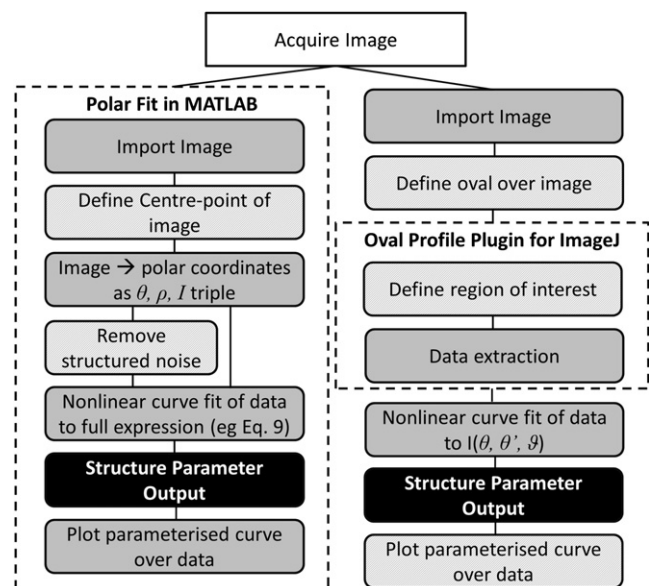 Acquire Image
Polar Fit in MATLAB
Import Image
Define Centre-point of
image
Image → polar coordinates
as θ, ρ, I triple
Remove
structured noise
Nonlinear curve fit of data
to full expression (eg Eq. 9)
Structure Parameter
Output
Plot parameterised curve
over data
Import Image
Define oval over image
Oval Profile Plugin for ImageJ
Define region of interest
Data extraction
Nonlinear curve fit of data
to I(θ, θ’, ϑ)
Structure Parameter
Output
Plot parameterised curve
over data